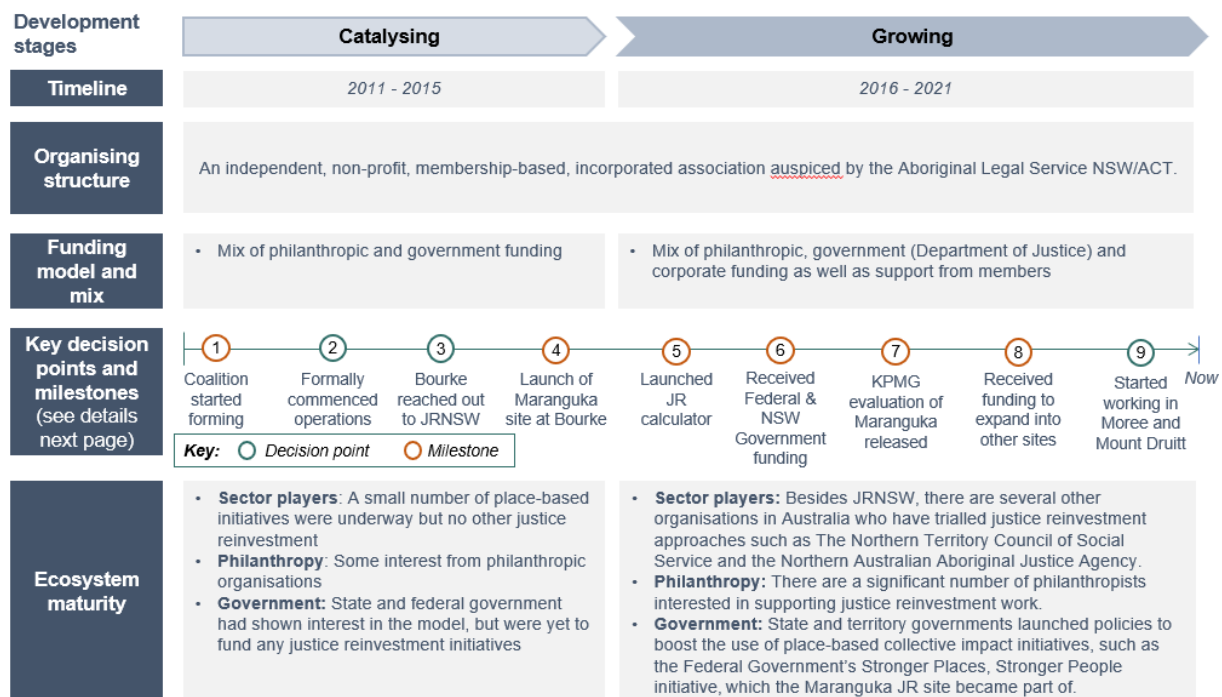 Development
stages
Catalysing
Growing
Timeline
2011 - 2015
2016 - 2021
Organising
structure
An independent, non-profit, membership-based, incorporated association auspiced by the Aboriginal Legal Service NSW/ACT.
Funding
model and
mix
• Mix of philanthropic and government funding
• Mix of philanthropic, government (Department of Justice) and
corporate funding as well as support from members
Key decision
points and
milestones
(see details
next page)
1
Coalition
started
forming
2
Formally
commenced
operations
3
Bourke
reached out
to JRNSW
4
Launch of
Maranguka
site at Bourke
5
Launched
JR
calculator
6
Received
Federal &
NSW
Government
funding
7
KPMG
evaluation of
Maranguka
released
8
Received
funding to
expand into
other sites
9
Started
working in
Moree and
Mount Druitt
Now
Key: Decision point Milestone
Ecosystem
maturity
• Sector players: A small number of place-based
initiatives were underway but no other justice
reinvestment
• Philanthropy: Some interest from philanthropic
organisations
• Government: State and federal government
had shown interest in the model, but were yet to
fund any justice reinvestment initiatives
• Sector players: Besides JRNSW, there are several other
organisations in Australia who have trialled justice reinvestment
approaches such as The Northern Territory Council of Social
Service and the Northern Australian Aboriginal Justice Agency.
• Philanthropy: There are a significant number of philanthropists
interested in supporting justice reinvestment work.
• Government: State and territory governments launched policies to
boost the use of place-based collective impact initiatives, such as
the Federal Government's Stronger Places, Stronger People
initiative, which the Maranguka JR site became part of.